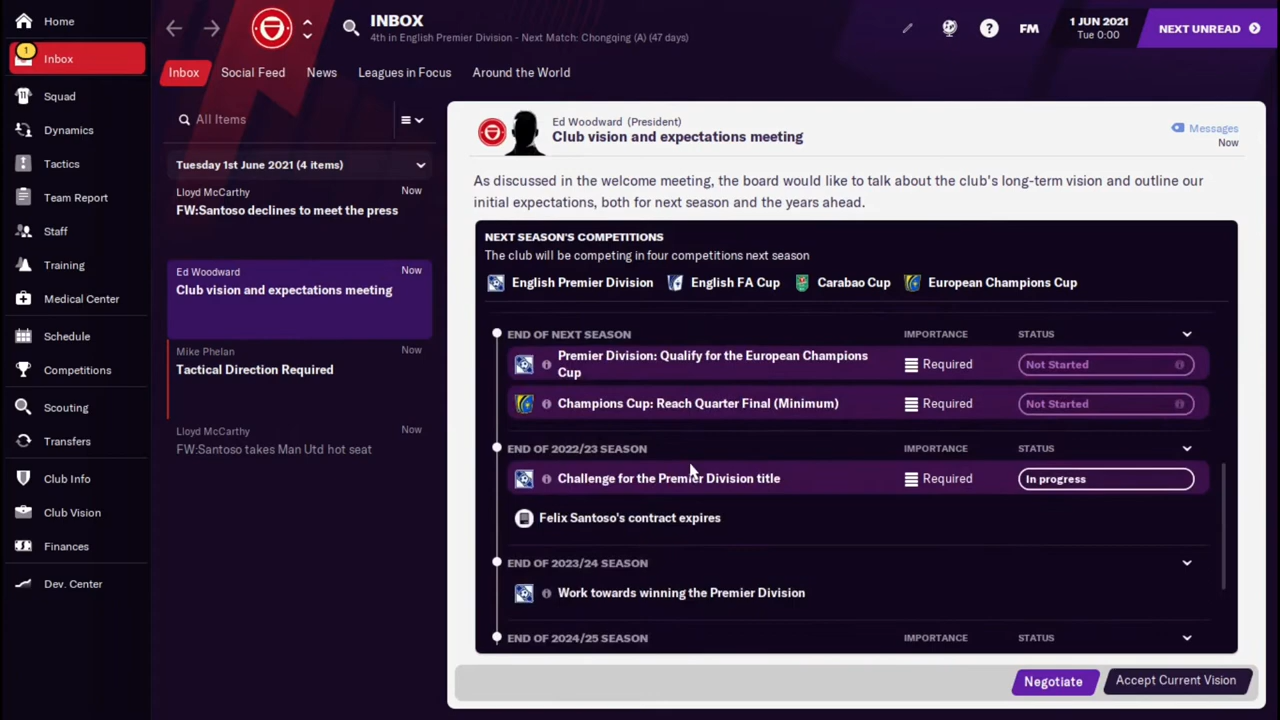 Home
INBOX
4th in English Premier Division - Next Match: Chongqing (A) (47 days)
?
FM
1 JUN 2021
Tue 0:00
NEXT UNREAD
1
Inbox
Squad
Dynamics
Tactics
Team Report
Staff
Training
Medical Center
Schedule
Competitions
Scouting
Transfers
Club Info
Club Vision
Finances
Dev. Center
Inbox
Social Feed
News
Leagues in Focus
Around the World
All Items
Tuesday 1st June 2021 (4 items)
Lloyd McCarthy
Now
FW:Santoso declines to meet the press
Ed Woodward
Now
Club vision and expectations meeting
Mike Phelan
Now
Tactical Direction Required
Lloyd McCarthy
Now
FW:Santoso takes Man Utd hot seat
Ed Woodward (President)
Club vision and expectations meeting
Messages
Now
As discussed in the welcome meeting, the board would like to talk about the club's long-term vision and outline our
initial expectations, both for next season and the years ahead.
NEXT SEASON'S COMPETITIONS
The club will be competing in four competitions next season
English Premier Division
English FA Cup
Carabao Cup
European Champions Cup
END OF NEXT SEASON
IMPORTANCE
STATUS
Premier Division: Qualify for the European Champions
Cup
Required
Not Started
Champions Cup: Reach Quarter Final (Minimum)
Required
Not Started
END OF 2022/23 SEASON
IMPORTANCE
STATUS
Challenge for the Premier Division title
Required
In progress
Felix Santoso's contract expires
END OF 2023/24 SEASON
Work towards winning the Premier Division
END OF 2024/25 SEASON
IMPORTANCE
STATUS
Negotiate
Accept Current Vision